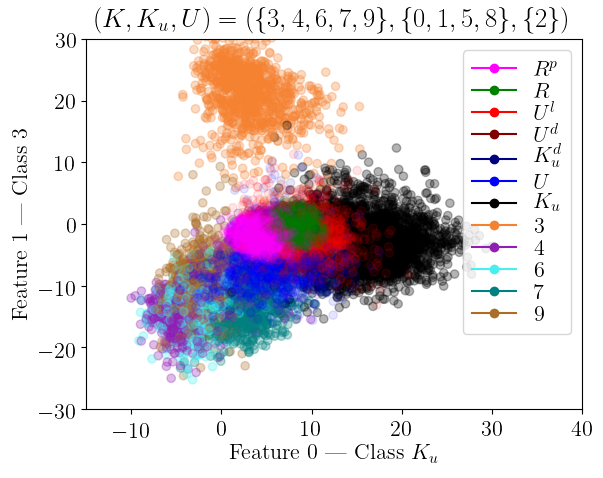 (K, K_u, U) = ({3, 4, 6, 7, 9}, {0, 1, 5, 8}, {2})
30
20
10
0
−10
−20
−30
Feature 1 — Class 3
−10
0
10
20
30
40
Feature 0 — Class K_u
R^p
R
U^l
U^d
K_u^d
U
K_u
3
4
6
7
9